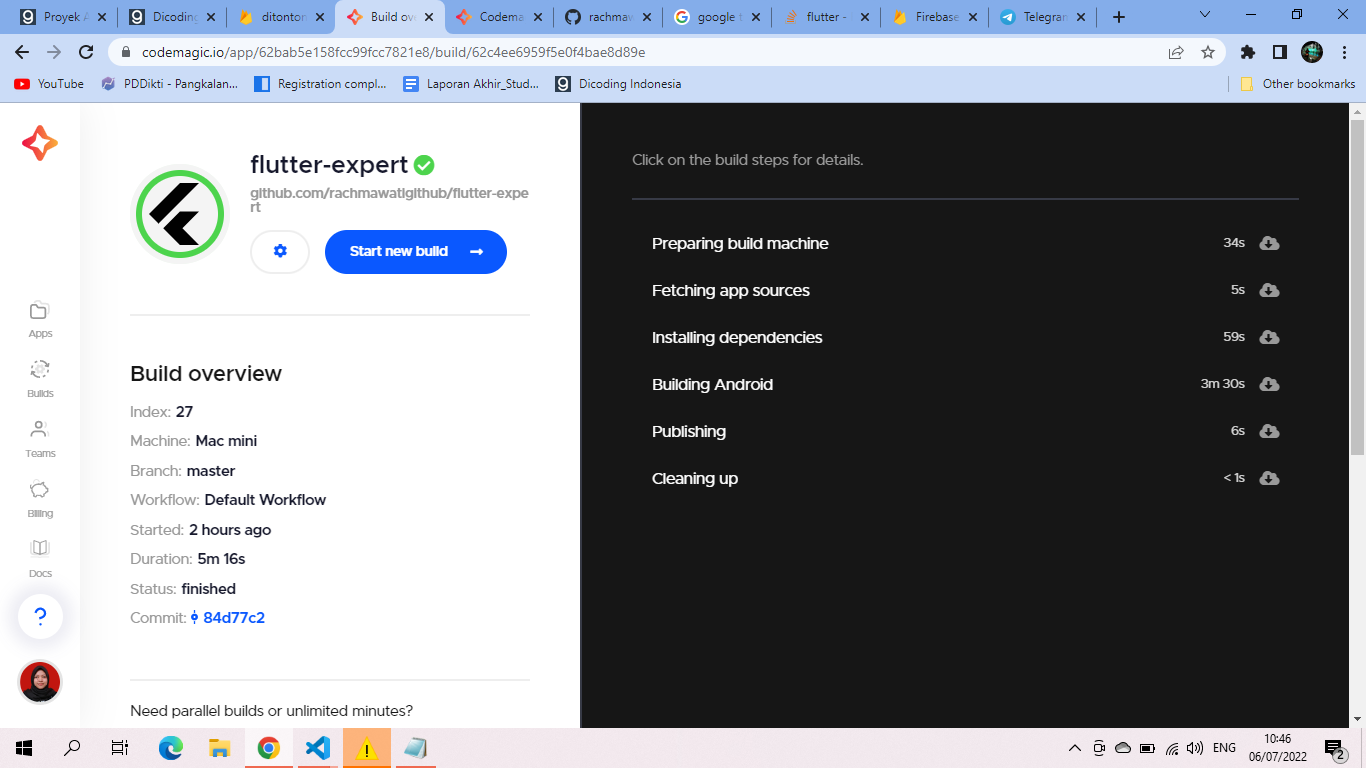 Proyek A
Dicoding
ditonton
Build ov
Codema
rachmaw
google t
flutter -
Firebase
Telegram
codemagic.io/app/62bab5e158fcc99fcc7821e8/build/62c4ee6959f5e0f4bae8d89e
YouTube
PDDikti - Pangkalan...
Registration compl...
Laporan Akhir_Stud...
Dicoding Indonesia
Other bookmarks
flutter-expert
github.com/rachmawatigithub/flutter-expe
rt
Start new build
Apps
Builds
Teams
Billing
Docs
?
Build overview
Index: 27
Machine: Mac mini
Branch: master
Workflow: Default Workflow
Started: 2 hours ago
Duration: 5m 16s
Status: finished
Commit: 84d77c2
Need parallel builds or unlimited minutes?
Click on the build steps for details.
Preparing build machine 34s
Fetching app sources 5s
Installing dependencies 59s
Building Android 3m 30s
Publishing 6s
Cleaning up < 1s
ENG
10:46
06/07/2022
2